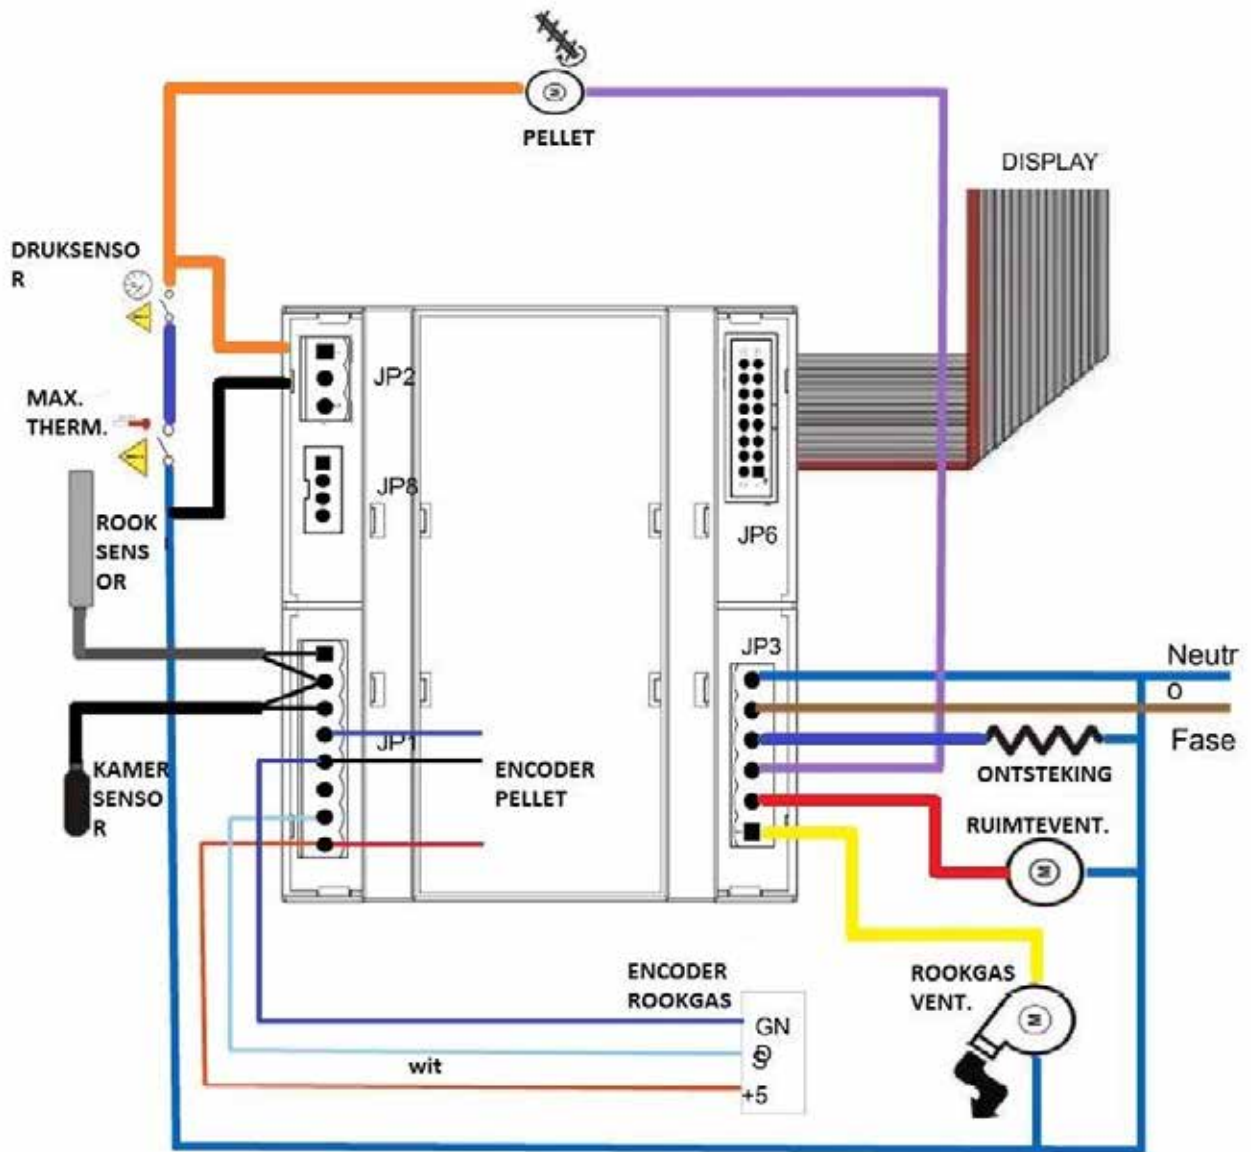 PELLET
DISPLAY
DRUKSENSO
R
JP2
MAX.
THERM.
JP8
ROOK
SENS
OR
JP6
JP3
Neutr
o
Fase
JP1
KAMER
SENSO
R
ENCODER
PELLET
ONTSTEKING
RUIMTEVENT.
M
M
ENCODER
ROOKGAS
ROOKGAS
VENT.
M
GN
wit
+5